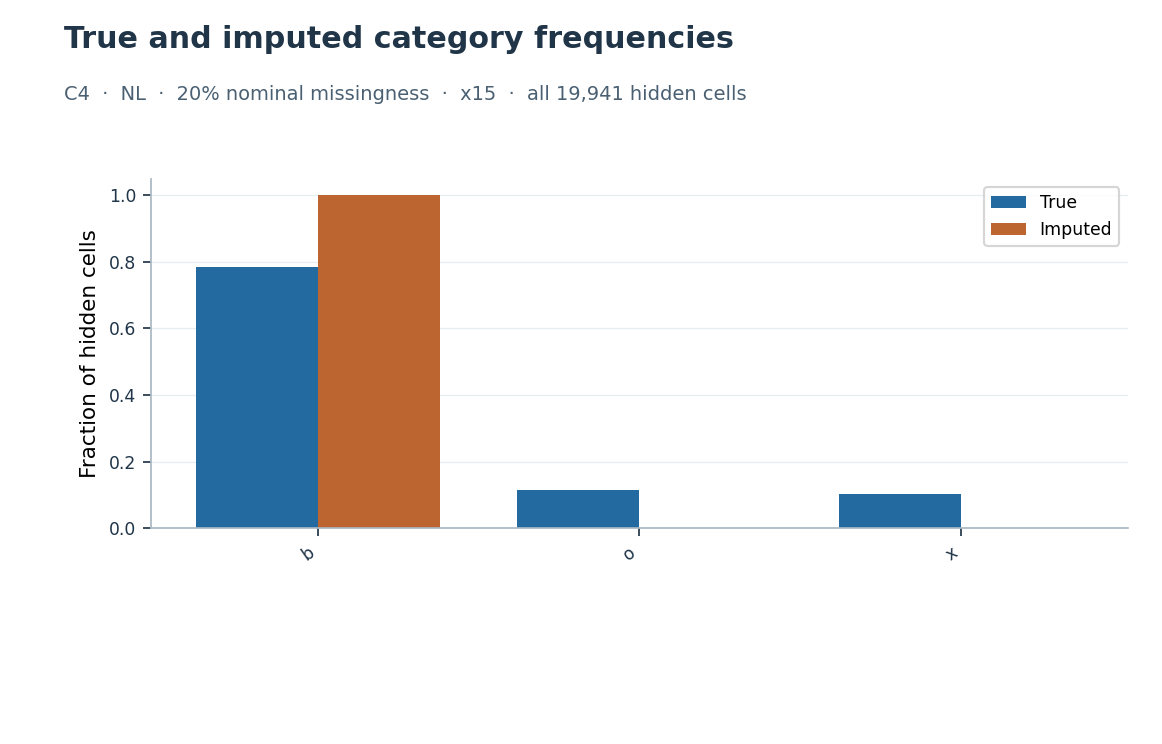 True and imputed category frequencies
C4 · NL · 20% nominal missingness · x15 · all 19,941 hidden cells
True
Imputed
Fraction of hidden cells
1.0
0.8
0.6
0.4
0.2
0.0
b
o
x